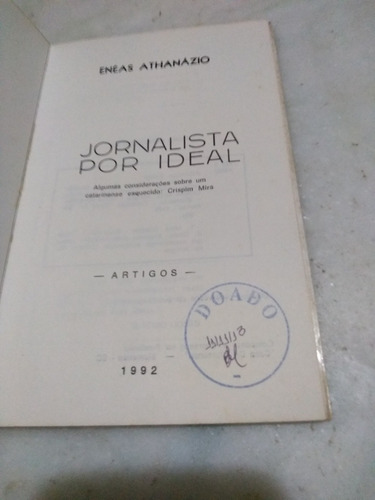 ENÉAS ATHANÁZIO
JORNALISTA
POR IDEAL
Algumas considerações sobre um
catarinense esquecido: Crispim Mira
— ARTIGOS —
DOADO
1992